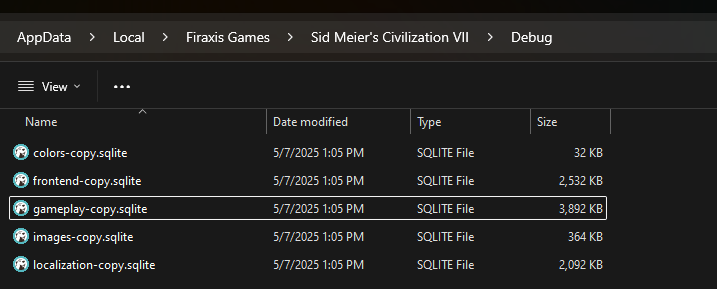 AppData > Local > Firaxis Games > Sid Meier's Civilization VII > Debug
View ...
Name Date modified Type Size
colors-copy.sqlite 5/7/2025 1:05 PM SQLITE File 32 KB
frontend-copy.sqlite 5/7/2025 1:05 PM SQLITE File 2,532 KB
gameplay-copy.sqlite 5/7/2025 1:05 PM SQLITE File 3,892 KB
images-copy.sqlite 5/7/2025 1:05 PM SQLITE File 364 KB
localization-copy.sqlite 5/7/2025 1:05 PM SQLITE File 2,092 KB